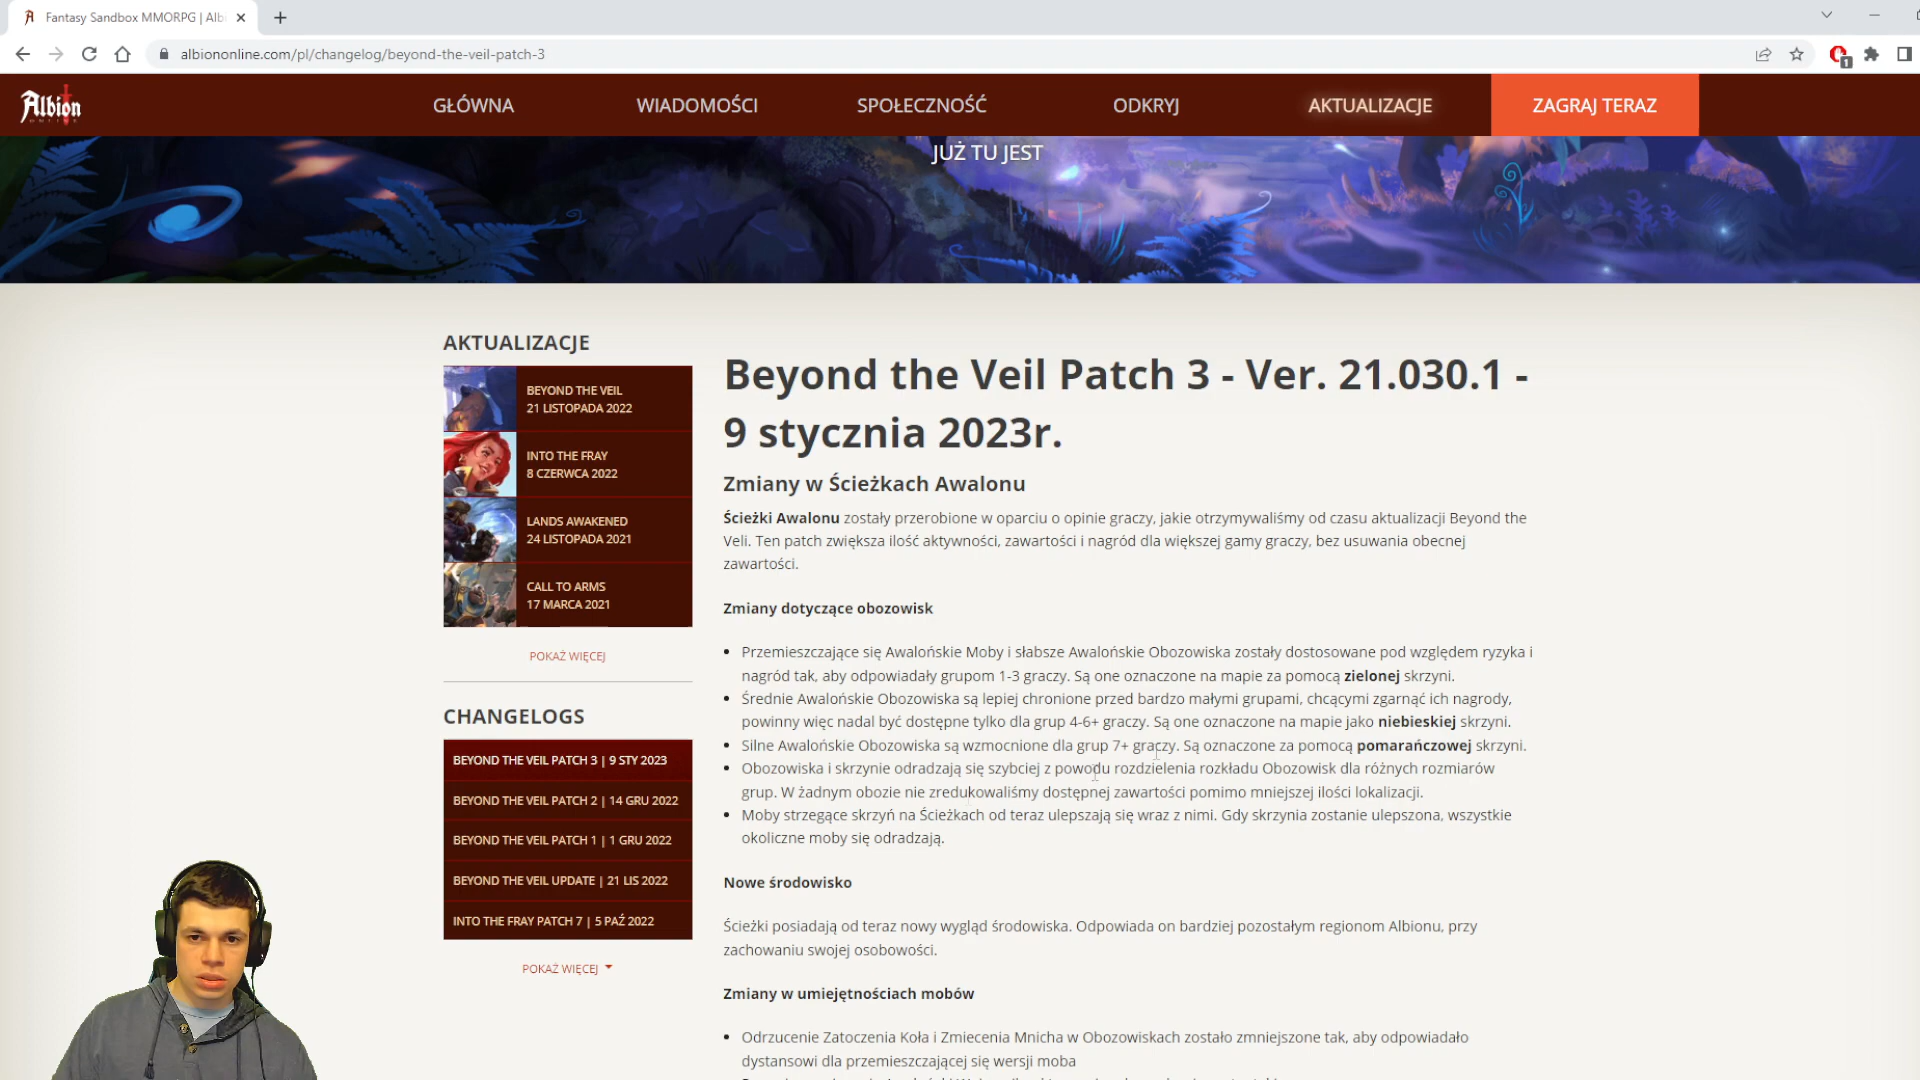 Fantasy Sandbox MMORPG | Alb
albiononline.com/pl/changelog/beyond-the-veil-patch-3
1
Albion
ONLINE
GŁÓWNA
WIADOMOŚCI
SPOŁECZNOŚĆ
ODKRYJ
AKTUALIZACJE
ZAGRAJ TERAZ
JUŻ TU JEST
AKTUALIZACJE
BEYOND THE VEIL
21 LISTOPADA 2022
INTO THE FRAY
8 CZERWCA 2022
LANDS AWAKENED
24 LISTOPADA 2021
CALL TO ARMS
17 MARCA 2021
POKAŻ WIĘCEJ
CHANGELOGS
BEYOND THE VEIL PATCH 3 | 9 STY 2023
BEYOND THE VEIL PATCH 2 | 14 GRU 2022
BEYOND THE VEIL PATCH 1 | 1 GRU 2022
BEYOND THE VEIL UPDATE | 21 LIS 2022
INTO THE FRAY PATCH 7 | 5 PAŹ 2022
POKAŻ WIĘCEJ
Beyond the Veil Patch 3 - Ver. 21.030.1 -
9 stycznia 2023r.
Zmiany w Ścieżkach Awalonu
Ścieżki Awalonu zostały przerobione w oparciu o opinie graczy, jakie otrzymywaliśmy od czasu aktualizacji Beyond the
Veli. Ten patch zwiększa ilość aktywności, zawartości i nagród dla większej gamy graczy, bez usuwania obecnej
zawartości.
Zmiany dotyczące obozowisk
Przemieszczające się Awalońskie Moby i słabsze Awalońskie Obozowiska zostały dostosowane pod względem ryzyka i
nagród tak, aby odpowiadały grupom 1-3 graczy. Są one oznaczone na mapie za pomocą zielonej skrzyni.
Średnie Awalońskie Obozowiska są lepiej chronione przed bardzo małymi grupami, chcącymi zgarnąć ich nagrody,
powinny więc nadal być dostępne tylko dla grup 4-6+ graczy. Są one oznaczone na mapie jako niebieskiej skrzyni.
Silne Awalońskie Obozowiska są wzmocnione dla grup 7+ graczy. Są oznaczone za pomocą pomarańczowej skrzyni.
Obozowiska i skrzynie odradzają się szybciej z powodu rozdzielenia rozkładu Obozowisk dla różnych rozmiarów
grup. W żadnym obozie nie zredukowaliśmy dostępnej zawartości pomimo mniejszej ilości lokalizacji.
Moby strzegące skrzyń na Ścieżkach od teraz ulepszają się wraz z nimi. Gdy skrzynia zostanie ulepszona, wszystkie
okoliczne moby się odradzają.
Nowe środowisko
Ścieżki posiadają od teraz nowy wygląd środowiska. Odpowiada on bardziej pozostałym regionom Albionu, przy
zachowaniu swojej osobowości.
Zmiany w umiejętnościach mobów
Odrzucenie Zatoczenia Koła i Zmiecenia Mnicha w Obozowiskach zostało zmniejszone tak, aby odpowiadało
dystansowi dla przemieszczającej się wersji moba